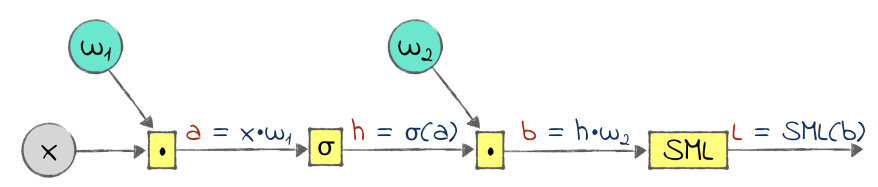 ω₁ ω₂
x • a = x•ω₁ σ h = σ(a) • b = h•ω₂ SML L = SML(b)